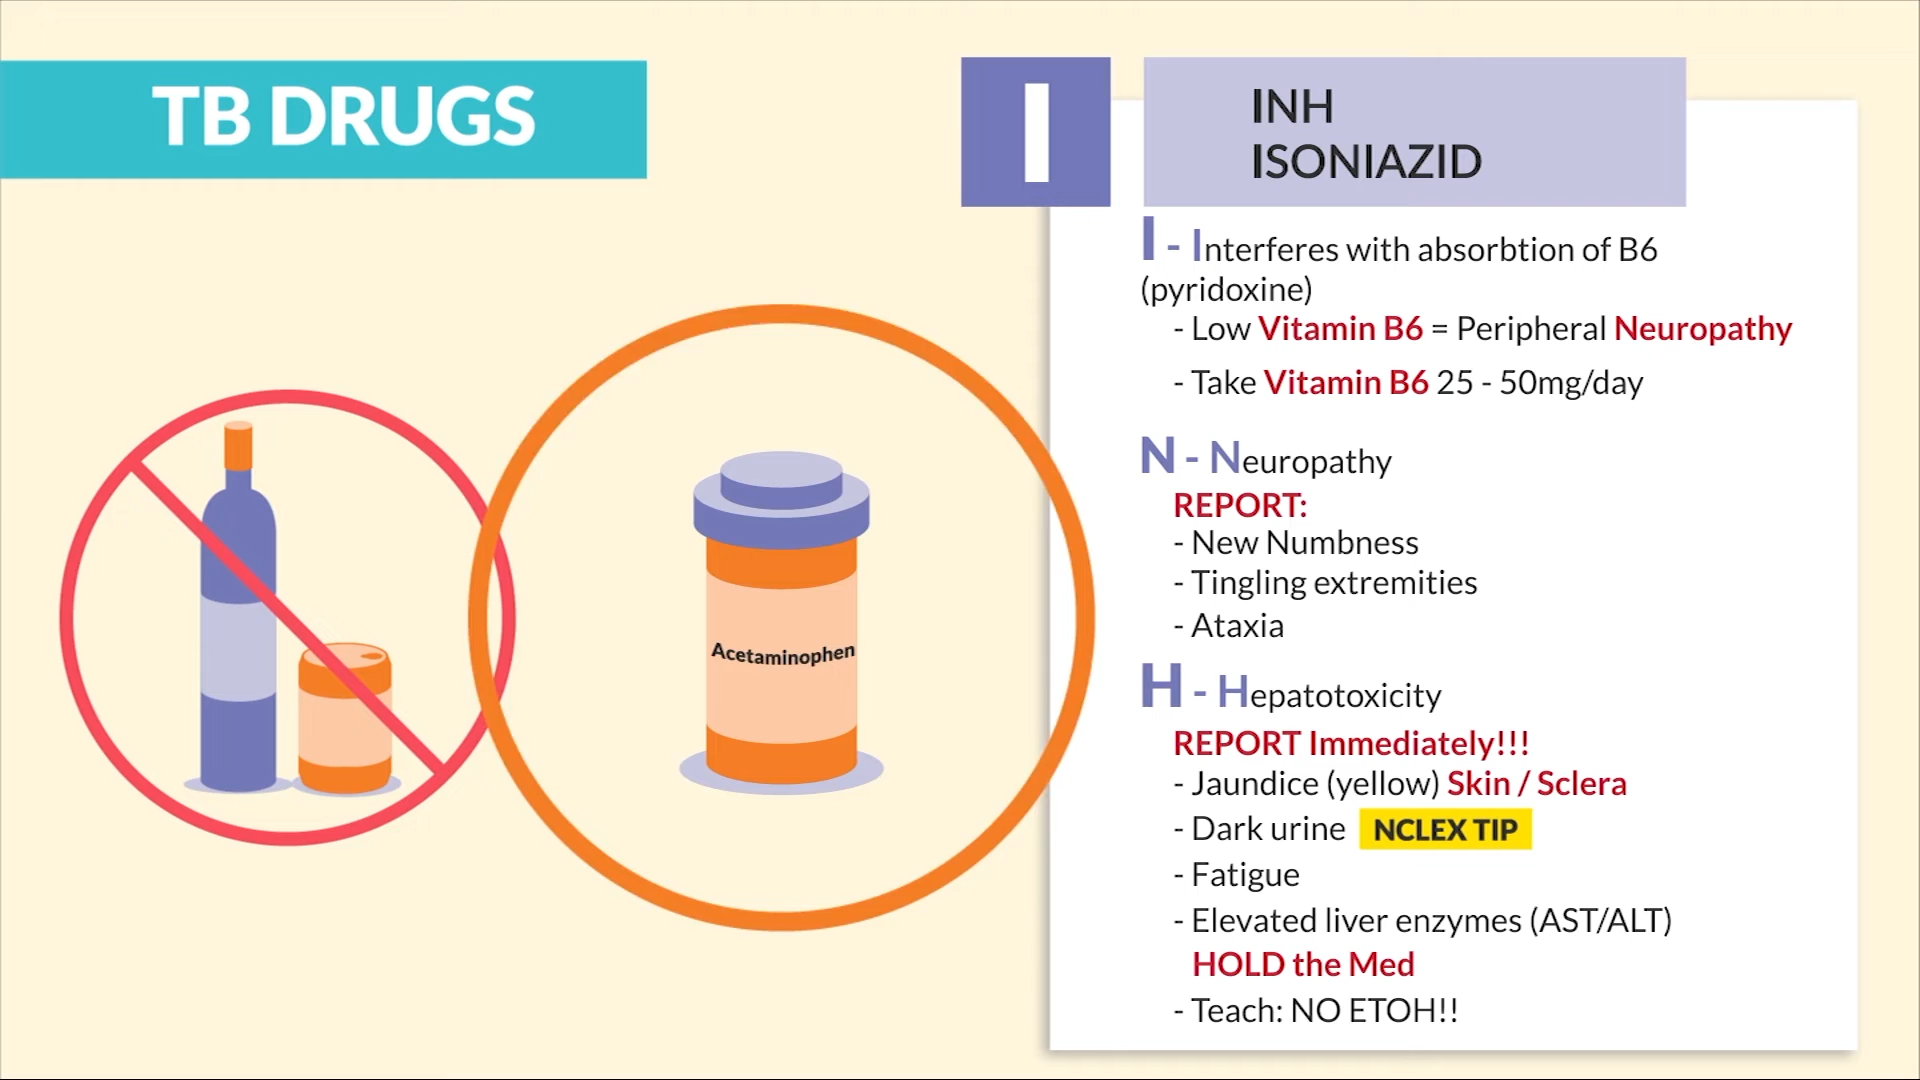 TB DRUGS
I
INH
ISONIAZID
I - Interferes with absorbtion of B6
(pyridoxine)
- Low Vitamin B6 = Peripheral Neuropathy
- Take Vitamin B6 25 - 50mg/day
N - Neuropathy
REPORT:
- New Numbness
- Tingling extremities
- Ataxia
H - Hepatotoxicity
REPORT Immediately!!!
- Jaundice (yellow) Skin / Sclera
- Dark urine NCLEX TIP
- Fatigue
- Elevated liver enzymes (AST/ALT)
HOLD the Med
- Teach: NO ETOH!!
Acetaminophen